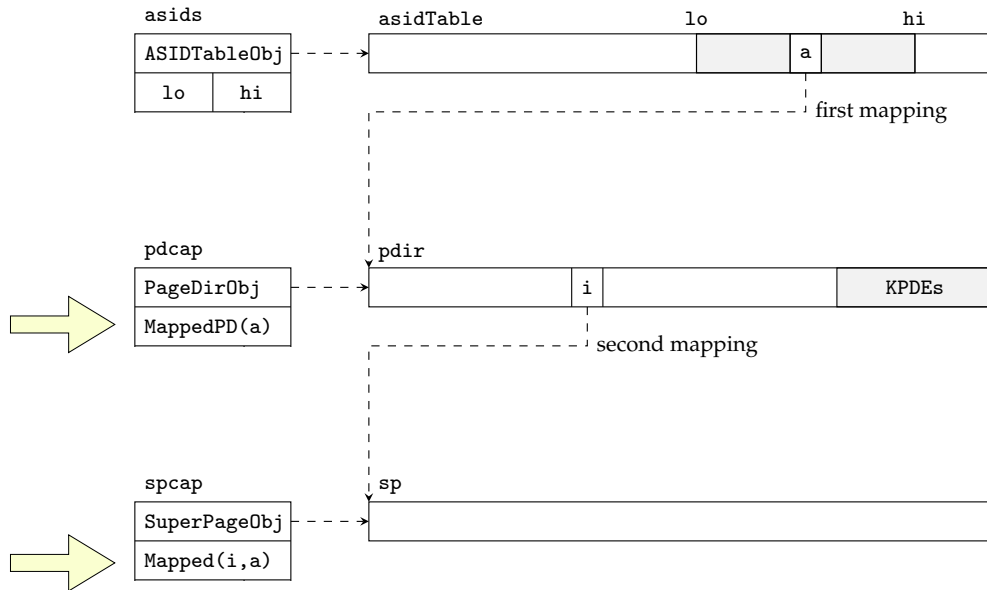 asids asidTable lo hi
ASIDTableObj a
lo hi
first mapping
pdcap pdir
PageDirObj i KPDEs
MappedPD(a)
second mapping
spcap sp
SuperPageObj
Mapped(i,a)